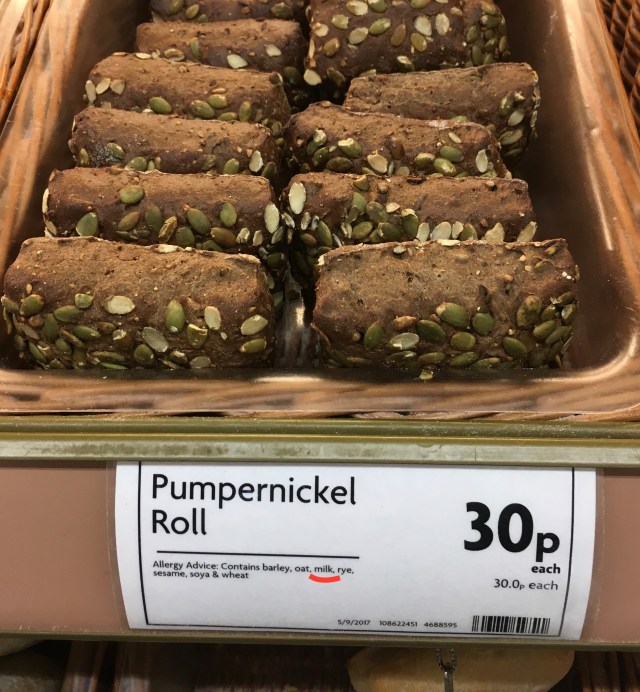 Pumpernickel
Roll
30p
each
30.0p each
Allergy Advice: Contains barley, oat, milk, rye,
sesame, soya & wheat
5/9/2017 108622451 4688595